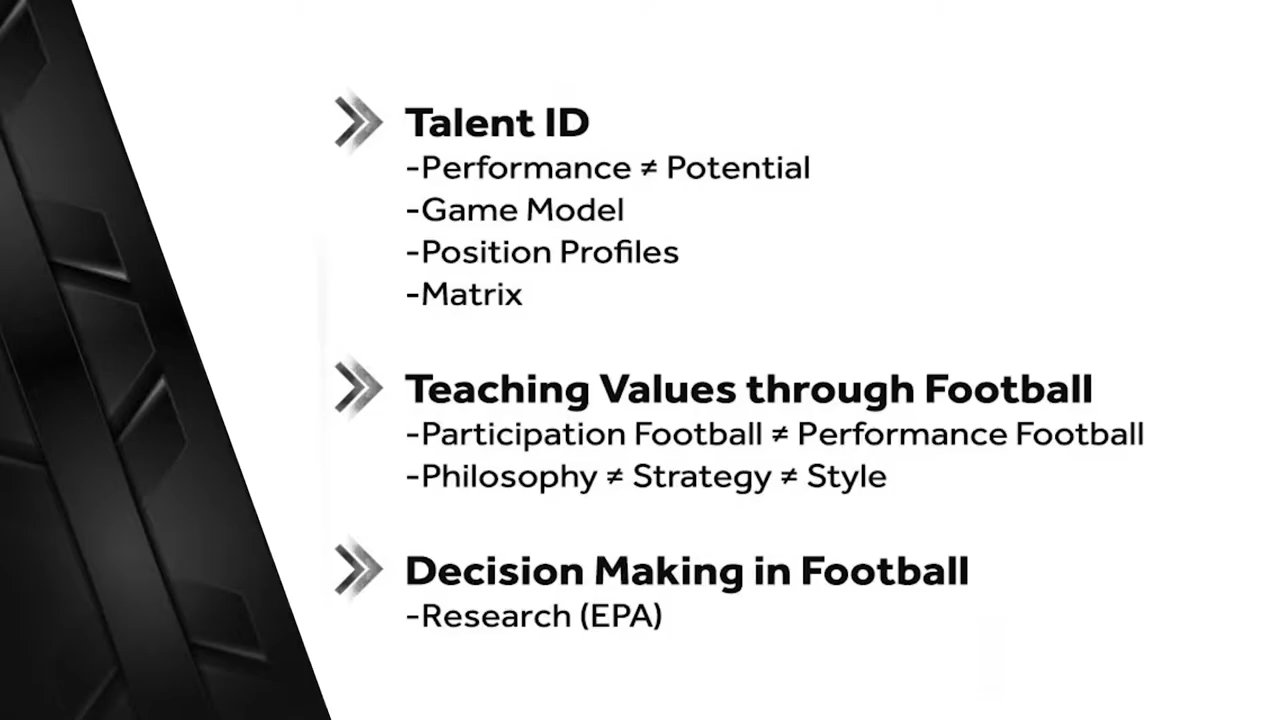 Talent ID
-Performance ≠ Potential
-Game Model
-Position Profiles
-Matrix
Teaching Values through Football
-Participation Football ≠ Performance Football
-Philosophy ≠ Strategy ≠ Style
Decision Making in Football
-Research (EPA)